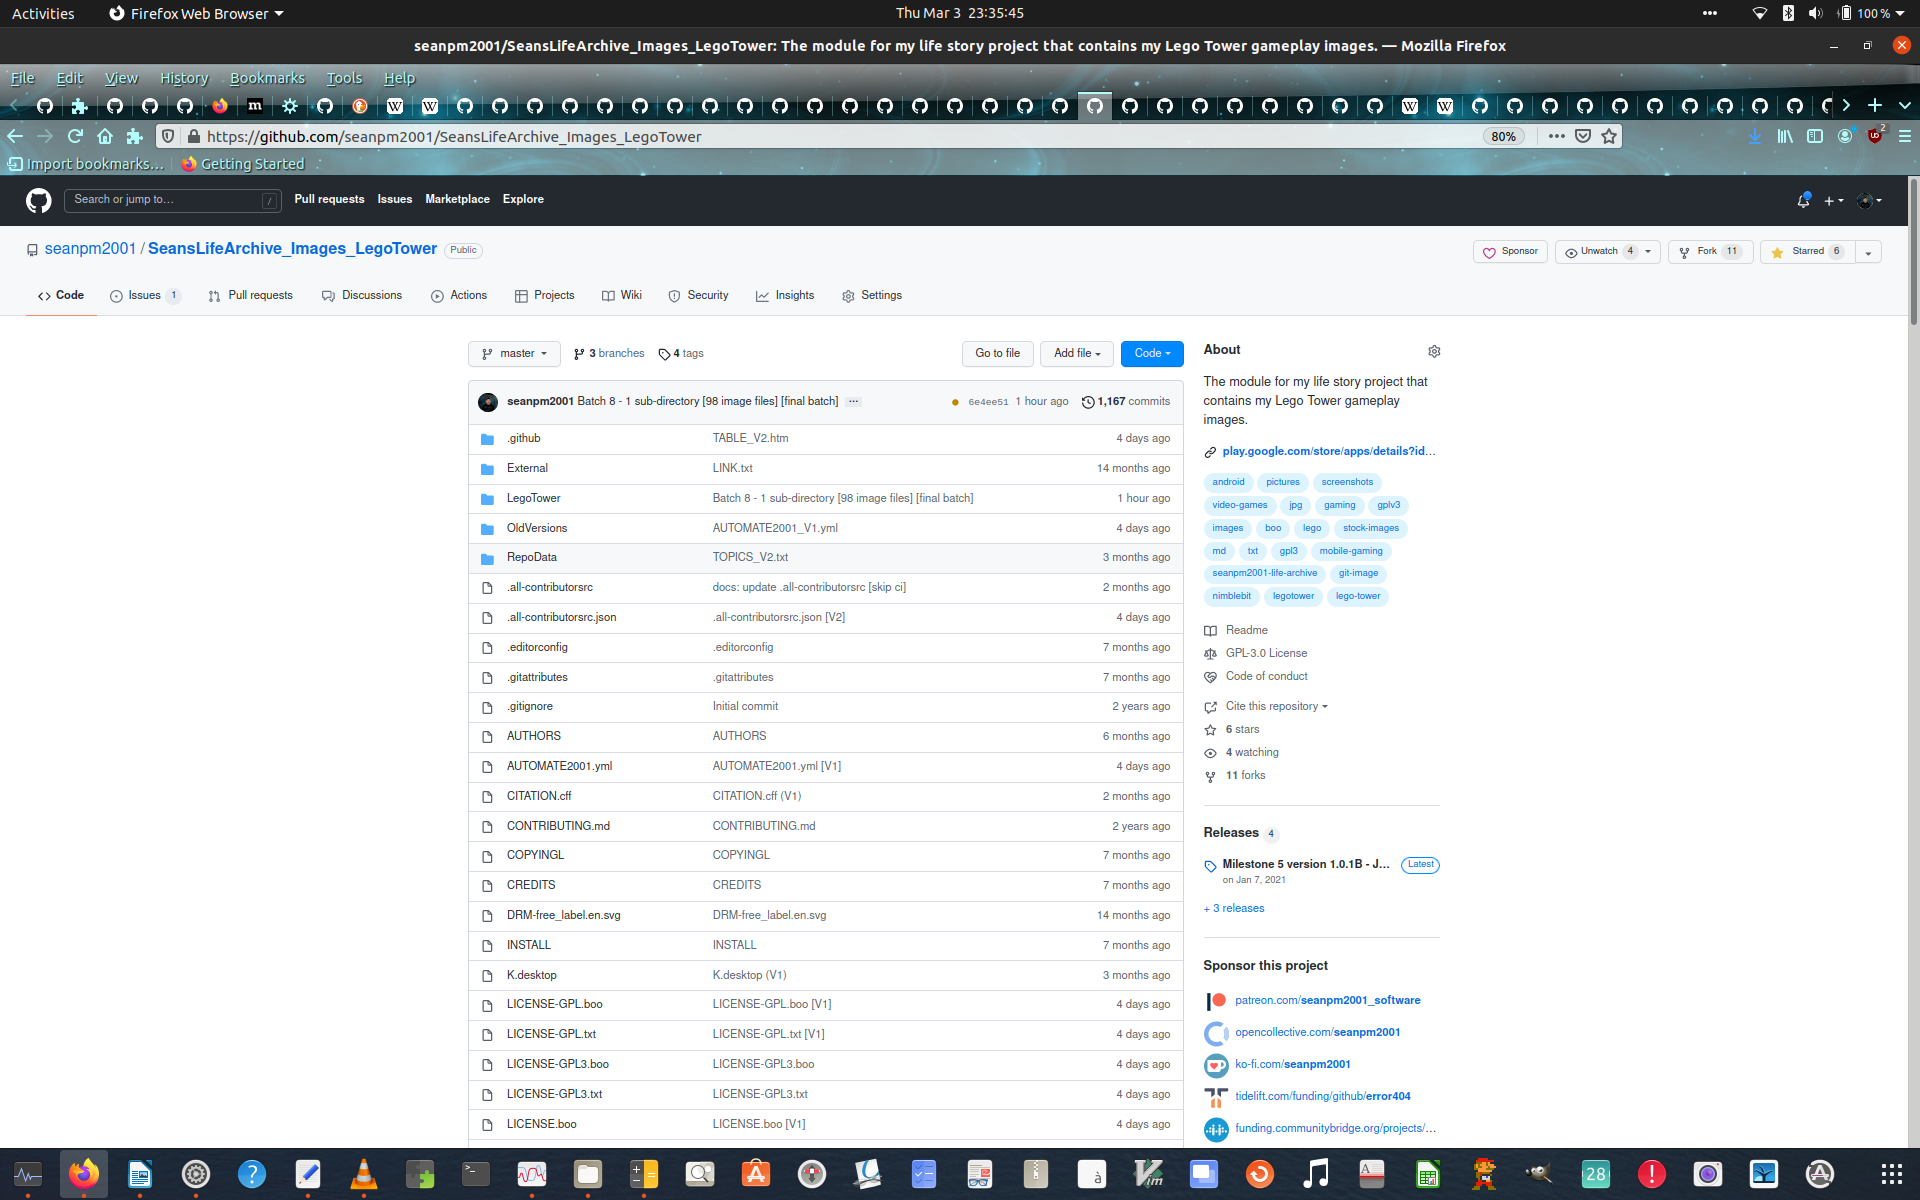 Activities
Firefox Web Browser
Thu Mar 3 23:35:45
100 %
seanpm2001/SeansLifeArchive_Images_LegoTower: The module for my life story project that contains my Lego Tower gameplay images. — Mozilla Firefox
File Edit View History Bookmarks Tools Help
https://github.com/seanpm2001/SeansLifeArchive_Images_LegoTower
80%
2
Import bookmarks…
Getting Started
Search or jump to…
/
Pull requests Issues Marketplace Explore
seanpm2001 / SeansLifeArchive_Images_LegoTower Public
Sponsor
Unwatch 4
Fork 11
Starred 6
Code
Issues 1
Pull requests
Discussions
Actions
Projects
Wiki
Security
Insights
Settings
master
3 branches
4 tags
Go to file
Add file
Code
seanpm2001 Batch 8 - 1 sub-directory [98 image files] [final batch] ...
6e4ee51 1 hour ago 1,167 commits
.github TABLE_V2.htm 4 days ago
External LINK.txt 14 months ago
LegoTower Batch 8 - 1 sub-directory [98 image files] [final batch] 1 hour ago
OldVersions AUTOMATE2001_V1.yml 4 days ago
RepoData TOPICS_V2.txt 3 months ago
.all-contributorsrc docs: update .all-contributorsrc [skip ci] 2 months ago
.all-contributorsrc.json .all-contributorsrc.json [V2] 4 days ago
.editorconfig .editorconfig 7 months ago
.gitattributes .gitattributes 7 months ago
.gitignore Initial commit 2 years ago
AUTHORS AUTHORS 6 months ago
AUTOMATE2001.yml AUTOMATE2001.yml [V1] 4 days ago
CITATION.cff CITATION.cff (V1) 2 months ago
CONTRIBUTING.md CONTRIBUTING.md 2 years ago
COPYINGL COPYINGL 7 months ago
CREDITS CREDITS 7 months ago
DRM-free_label.en.svg DRM-free_label.en.svg 14 months ago
INSTALL INSTALL 7 months ago
K.desktop K.desktop (V1) 3 months ago
LICENSE-GPL.boo LICENSE-GPL.boo [V1] 4 days ago
LICENSE-GPL.txt LICENSE-GPL.txt [V1] 4 days ago
LICENSE-GPL3.boo LICENSE-GPL3.boo 4 days ago
LICENSE-GPL3.txt LICENSE-GPL3.txt 4 days ago
LICENSE.boo LICENSE.boo [V1] 4 days ago
About
The module for my life story project that
contains my Lego Tower gameplay
images.
play.google.com/store/apps/details?id…
android pictures screenshots
video-games jpg gaming gplv3
images boo lego stock-images
md txt gpl3 mobile-gaming
seanpm2001-life-archive git-image
nimblebit legotower lego-tower
Readme
GPL-3.0 License
Code of conduct
Cite this repository
6 stars
4 watching
11 forks
Releases 4
Milestone 5 version 1.0.1B - J… Latest
on Jan 7, 2021
+ 3 releases
Sponsor this project
patreon.com/seanpm2001_software
opencollective.com/seanpm2001
ko-fi.com/seanpm2001
tidelift.com/funding/github/error404
funding.communitybridge.org/projects/…
28